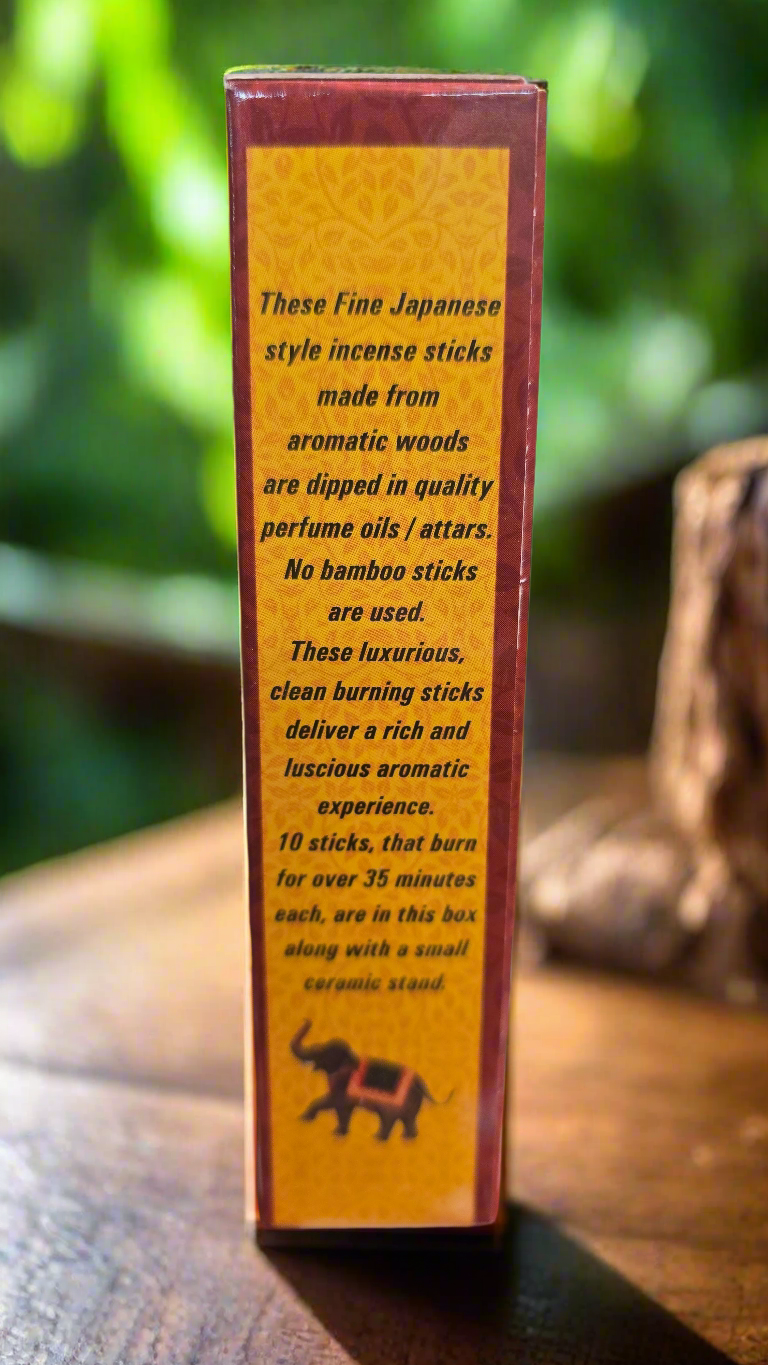 These Fine Japanese
style incense sticks
made from
aromatic woods
are dipped in quality
perfume oils / attars.
No bamboo sticks
are used.
These luxurious,
clean burning sticks
deliver a rich and
luscious aromatic
experience.
10 sticks, that burn
for over 35 minutes
each, are in this box
along with a small
ceramic stand.